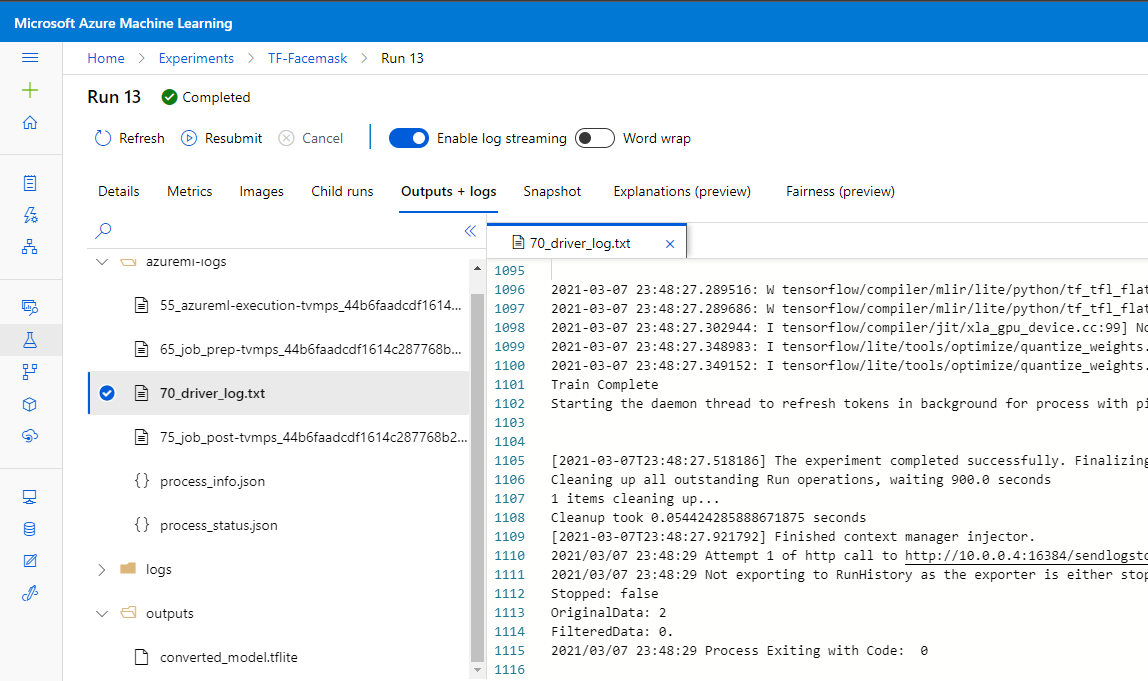 Microsoft Azure Machine Learning
Home > Experiments > TF-Facemask > Run 13
Run 13 Completed
Refresh Resubmit Cancel Enable log streaming Word wrap
Details Metrics Images Child runs Outputs + logs Snapshot Explanations (preview) Fairness (preview)
azureml-logs
55_azureml-execution-tvmps_44b6faadcdf1614...
65_job_prep-tvmps_44b6faadcdf1614c287768b...
70_driver_log.txt
75_job_post-tvmps_44b6faadcdf1614c287768b2...
{} process_info.json
{} process_status.json
logs
outputs
converted_model.tflite
70_driver_log.txt
1095
1096 2021-03-07 23:48:27.289516: W tensorflow/compiler/mlir/lite/python/tf_tfl_flat
1097 2021-03-07 23:48:27.289686: W tensorflow/compiler/mlir/lite/python/tf_tfl_flat
1098 2021-03-07 23:48:27.302944: I tensorflow/compiler/jit/xla_gpu_device.cc:99] No
1099 2021-03-07 23:48:27.348983: I tensorflow/lite/tools/optimize/quantize_weights.
1100 2021-03-07 23:48:27.349152: I tensorflow/lite/tools/optimize/quantize_weights.
1101 Train Complete
1102 Starting the daemon thread to refresh tokens in background for process with pi
1103
1104
1105 [2021-03-07T23:48:27.518186] The experiment completed successfully. Finalizing
1106 Cleaning up all outstanding Run operations, waiting 900.0 seconds
1107 1 items cleaning up...
1108 Cleanup took 0.054424285888671875 seconds
1109 [2021-03-07T23:48:27.921792] Finished context manager injector.
1110 2021/03/07 23:48:29 Attempt 1 of http call to http://10.0.0.4:16384/sendlogsto
1111 2021/03/07 23:48:29 Not exporting to RunHistory as the exporter is either stop
1112 Stopped: false
1113 OriginalData: 2
1114 FilteredData: 0.
1115 2021/03/07 23:48:29 Process Exiting with Code:  0
1116